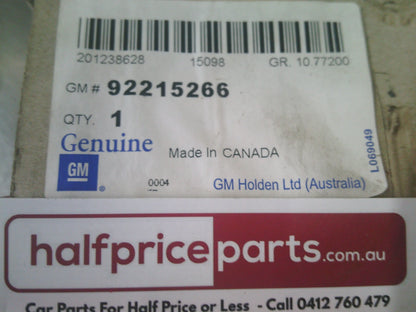 201238628 15098 GR. 10.77200
GM # 92215266
QTY. 1
Genuine
Made In CANADA
GM
®
0004
GM Holden Ltd (Australia)
L069049
halfpriceparts.com.au
Car Parts For Half Price or Less - Call 0412 760 479